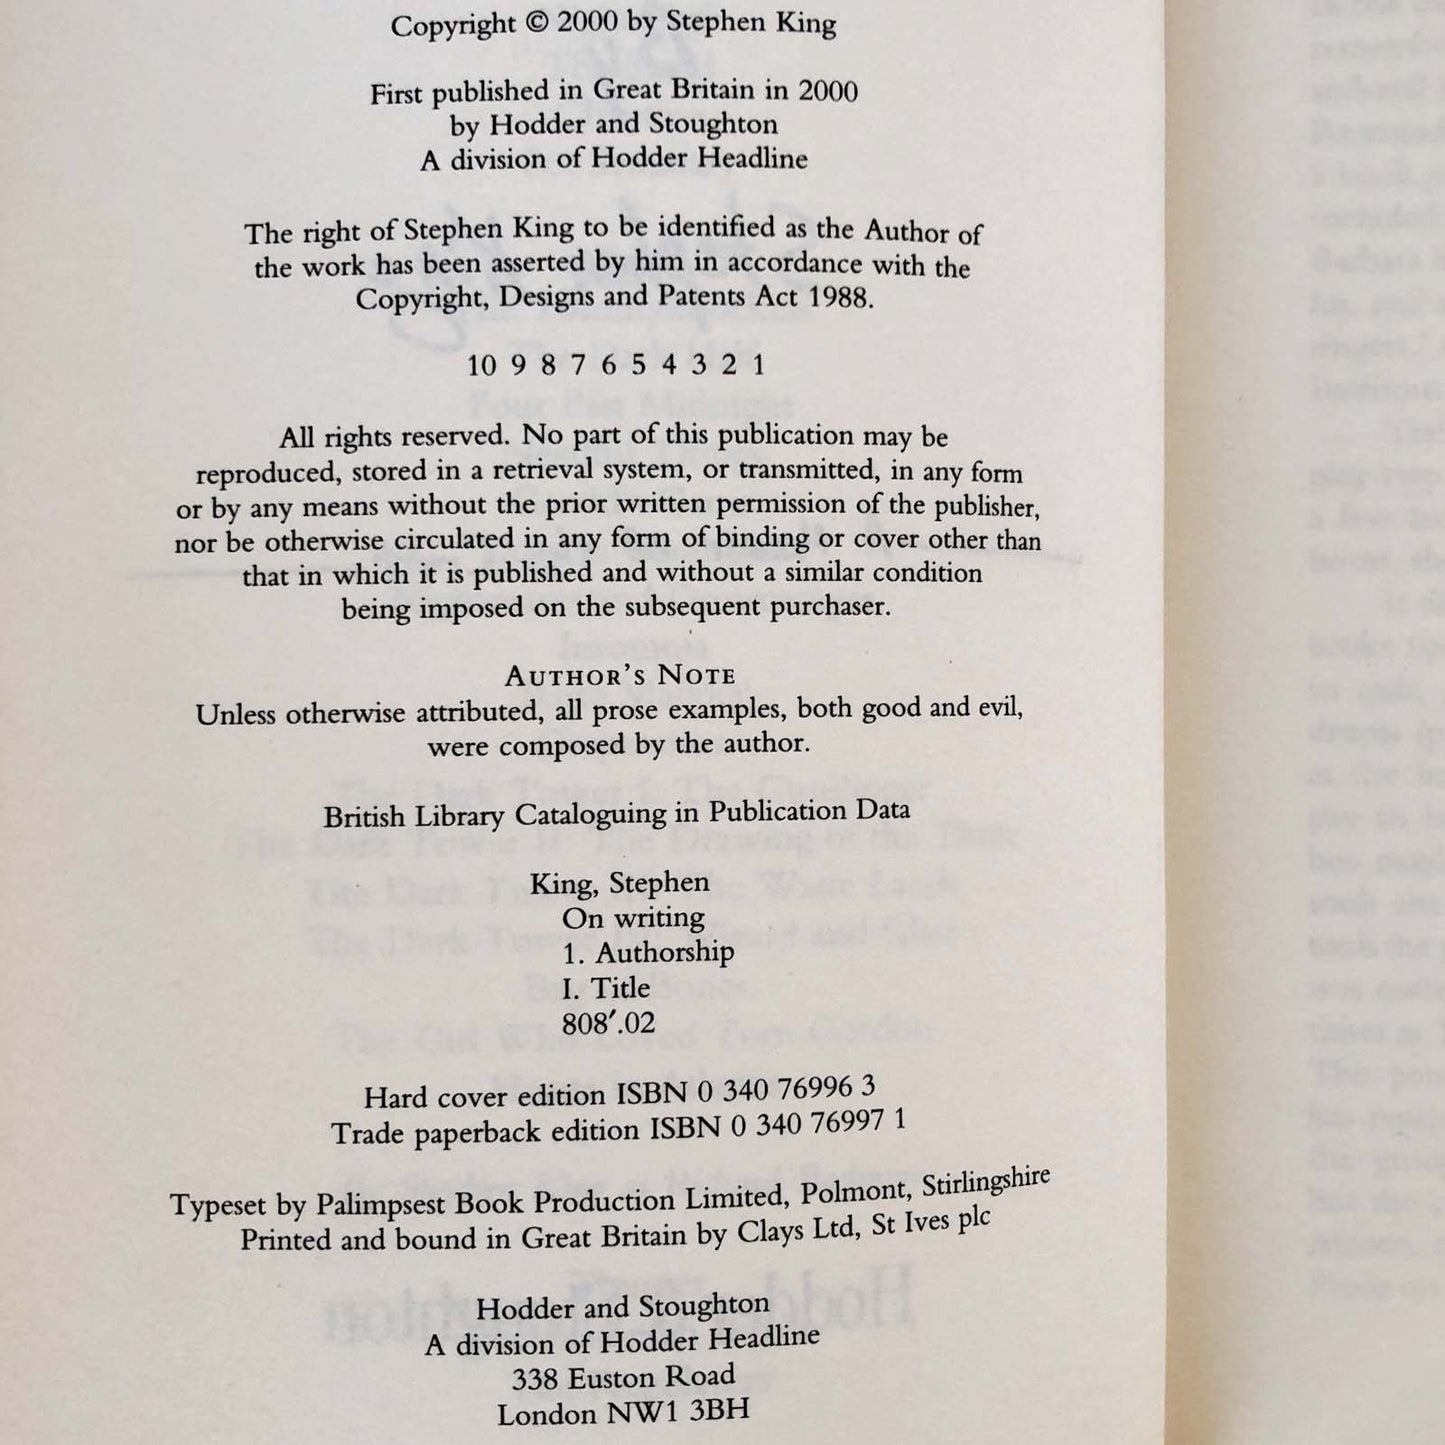 Copyright © 2000 by Stephen King
First published in Great Britain in 2000
by Hodder and Stoughton
A division of Hodder Headline
The right of Stephen King to be identified as the Author of
the work has been asserted by him in accordance with the
Copyright, Designs and Patents Act 1988.
10 9 8 7 6 5 4 3 2 1
All rights reserved. No part of this publication may be
reproduced, stored in a retrieval system, or transmitted, in any form
or by any means without the prior written permission of the publisher,
nor be otherwise circulated in any form of binding or cover other than
that in which it is published and without a similar condition
being imposed on the subsequent purchaser.
AUTHOR'S NOTE
Unless otherwise attributed, all prose examples, both good and evil,
were composed by the author.
British Library Cataloguing in Publication Data
King, Stephen
On writing
1. Authorship
I. Title
808′.02
Hard cover edition ISBN 0 340 76996 3
Trade paperback edition ISBN 0 340 76997 1
Typeset by Palimpsest Book Production Limited, Polmont, Stirlingshire
Printed and bound in Great Britain by Clays Ltd, St Ives plc
Hodder and Stoughton
A division of Hodder Headline
338 Euston Road
London NW1 3BH